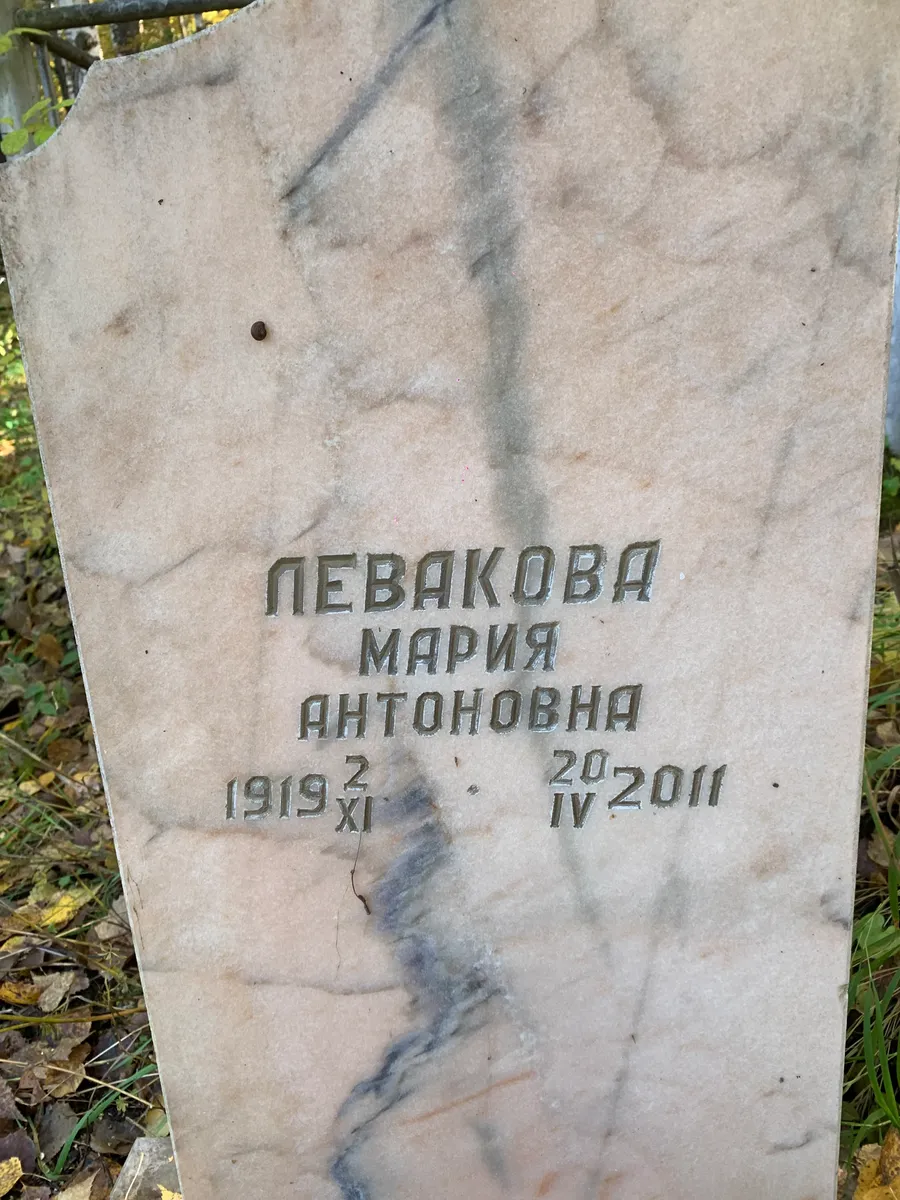 ЛЕВАКОВА
МАРИЯ
АНТОНОВНА
1919 2 XI 20 IV 2011